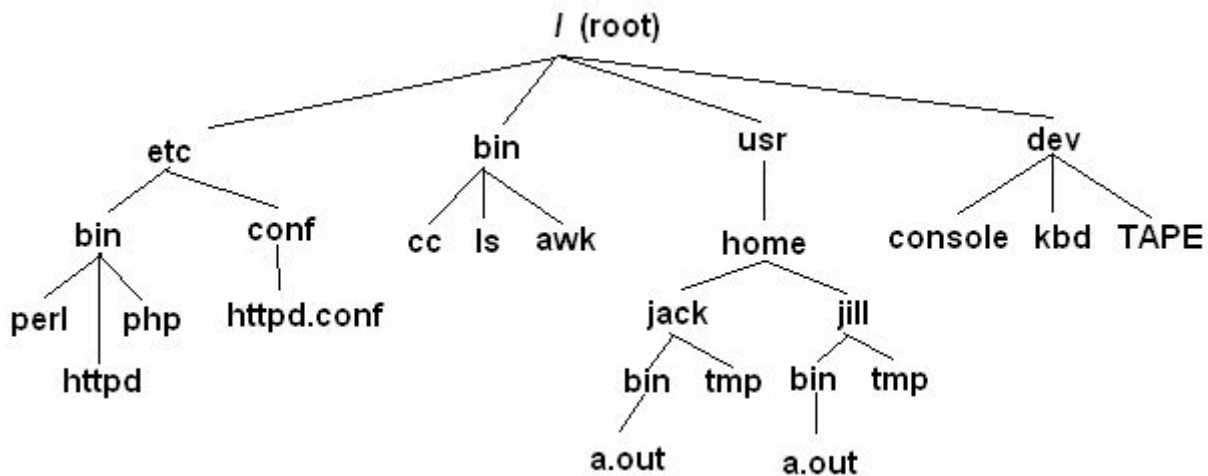 / (root)
etc bin usr dev
bin conf cc ls awk home console kbd TAPE
perl php httpd.conf jack jill
httpd bin tmp bin tmp
a.out a.out